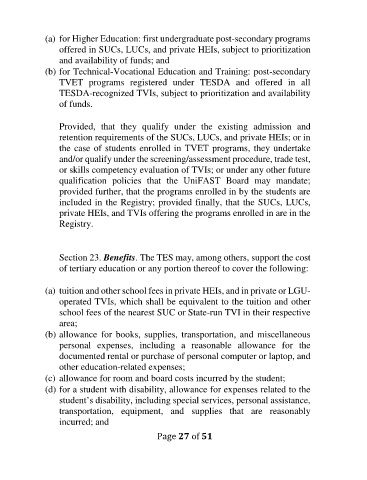 (a) for Higher Education: first undergraduate post-secondary programs
offered in SUCs, LUCs, and private HEIs, subject to prioritization
and availability of funds; and
(b) for Technical-Vocational Education and Training: post-secondary
TVET programs registered under TESDA and offered in all
TESDA-recognized TVIs, subject to prioritization and availability
of funds.
Provided, that they qualify under the existing admission and
retention requirements of the SUCs, LUCs, and private HEIs; or in
the case of students enrolled in TVET programs, they undertake
and/or qualify under the screening/assessment procedure, trade test,
or skills competency evaluation of TVIs; or under any other future
qualification policies that the UniFAST Board may mandate;
provided further, that the programs enrolled in by the students are
included in the Registry; provided finally, that the SUCs, LUCs,
private HEIs, and TVIs offering the programs enrolled in are in the
Registry.
Section 23. Benefits. The TES may, among others, support the cost
of tertiary education or any portion thereof to cover the following:
(a) tuition and other school fees in private HEIs, and in private or LGU-
operated TVIs, which shall be equivalent to the tuition and other
school fees of the nearest SUC or State-run TVI in their respective
area;
(b) allowance for books, supplies, transportation, and miscellaneous
personal expenses, including a reasonable allowance for the
documented rental or purchase of personal computer or laptop, and
other education-related expenses;
(c) allowance for room and board costs incurred by the student;
(d) for a student with disability, allowance for expenses related to the
student's disability, including special services, personal assistance,
transportation, equipment, and supplies that are reasonably
incurred; and
Page 27 of 51